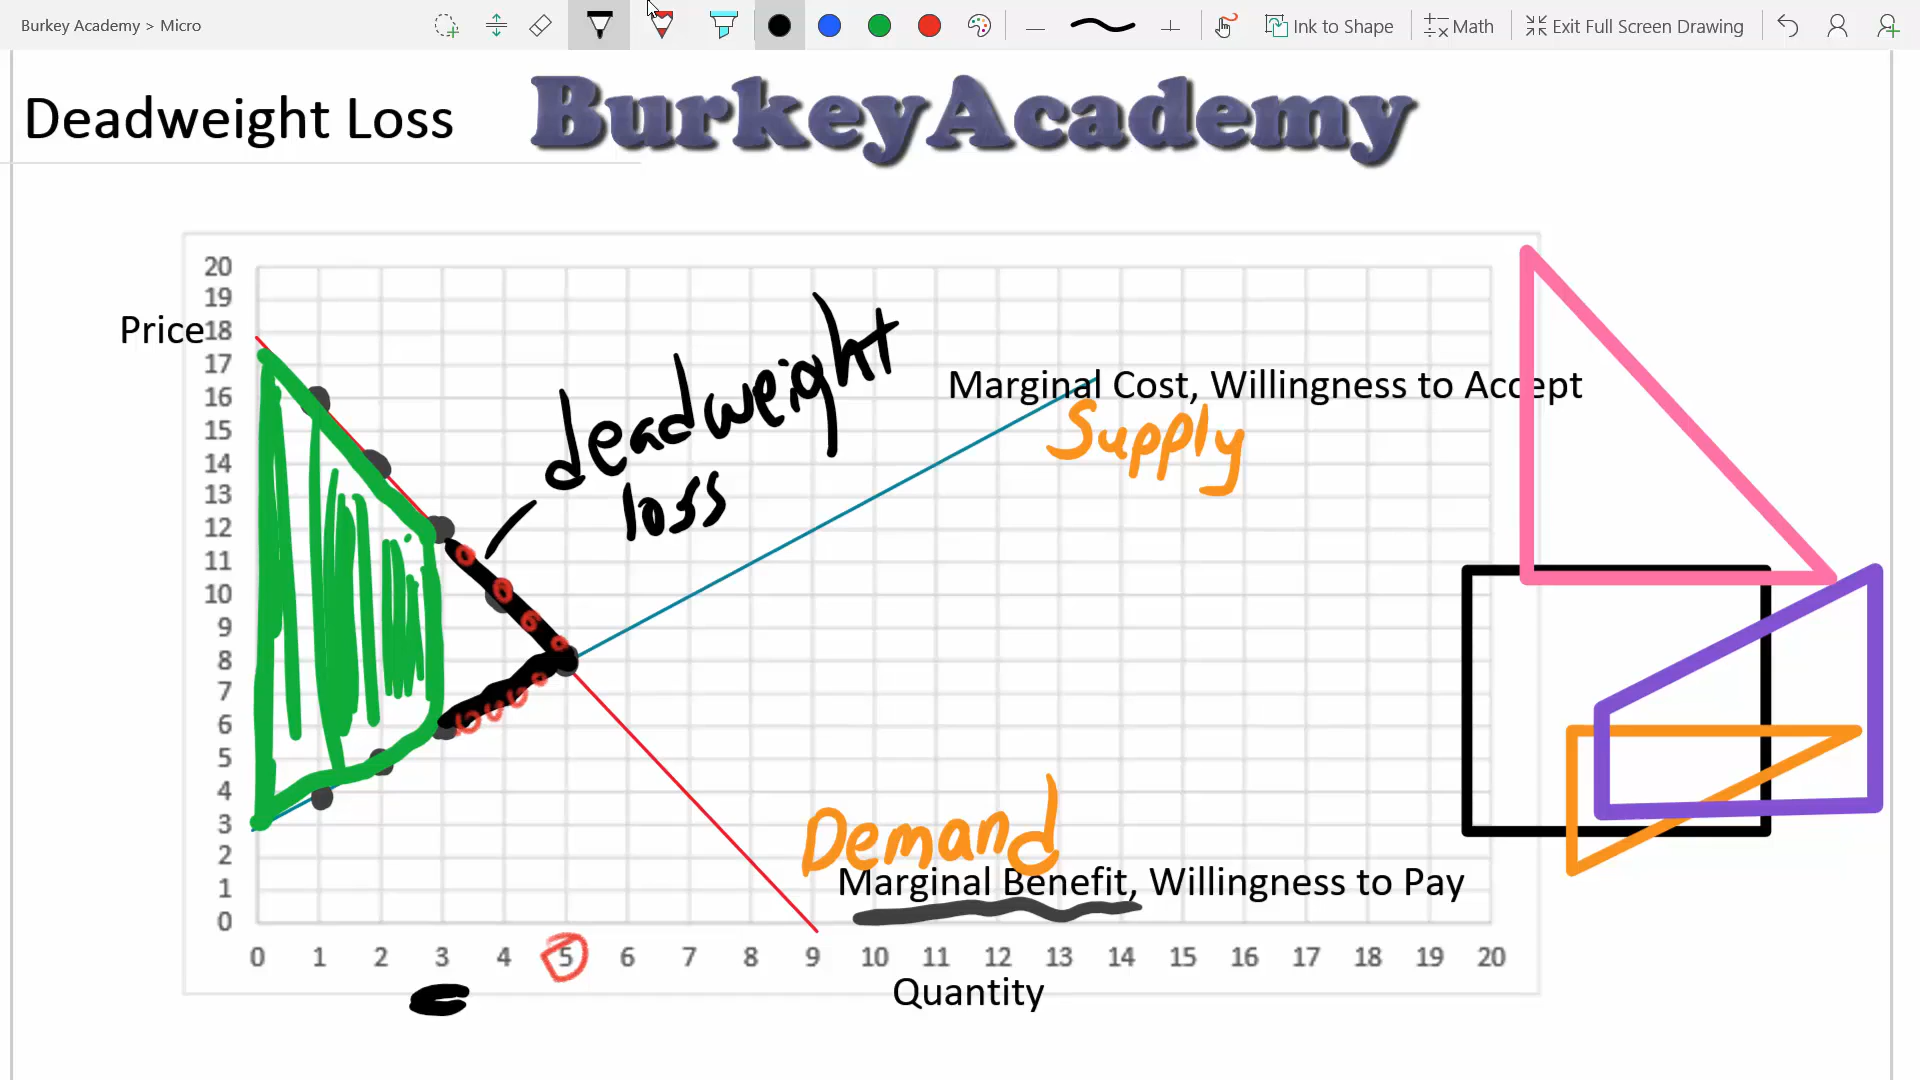 Burkey Academy > Micro
Ink to Shape
Math
Exit Full Screen Drawing
Deadweight Loss
BurkeyAcademy
Price
20
19
18
17
16
15
14
13
12
11
10
9
8
7
6
5
4
3
2
1
0
deadweight
loss
Marginal Cost, Willingness to Accept
Supply
Demand
Marginal Benefit, Willingness to Pay
0 1 2 3 4 5 6 7 8 9 10 11 12 13 14 15 16 17 18 19 20
Quantity